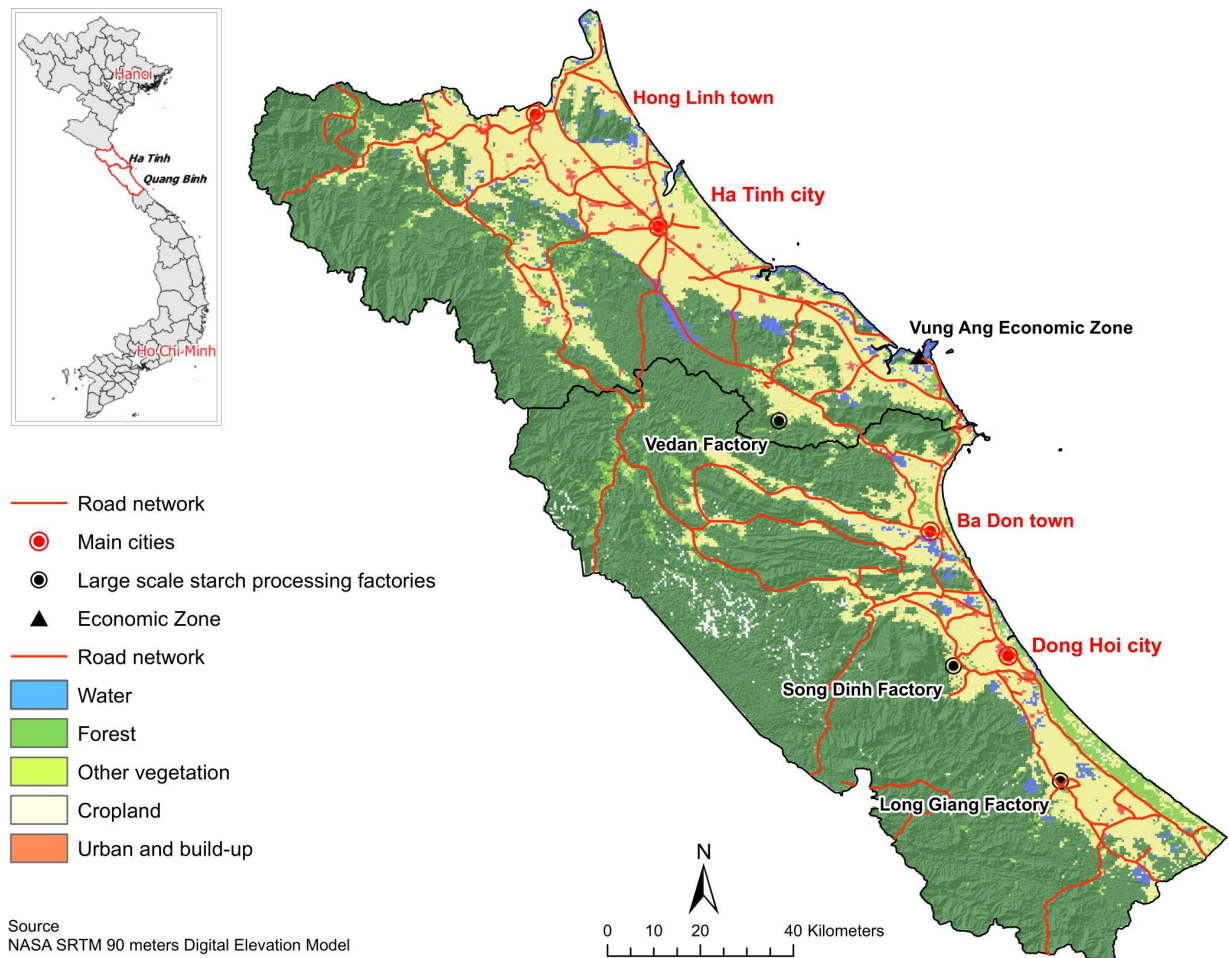 Hanoi
Ha Tinh
Quang Binh
Ho Chi Minh
Hong Linh town
Ha Tinh city
Vung Ang Economic Zone
Vedan Factory
Ba Don town
Dong Hoi city
Song Dinh Factory
Long Giang Factory
Road network
Main cities
Large scale starch processing factories
Economic Zone
Road network
Water
Forest
Other vegetation
Cropland
Urban and build-up
N
0 10 20 40 Kilometers
Source
NASA SRTM 90 meters Digital Elevation Model